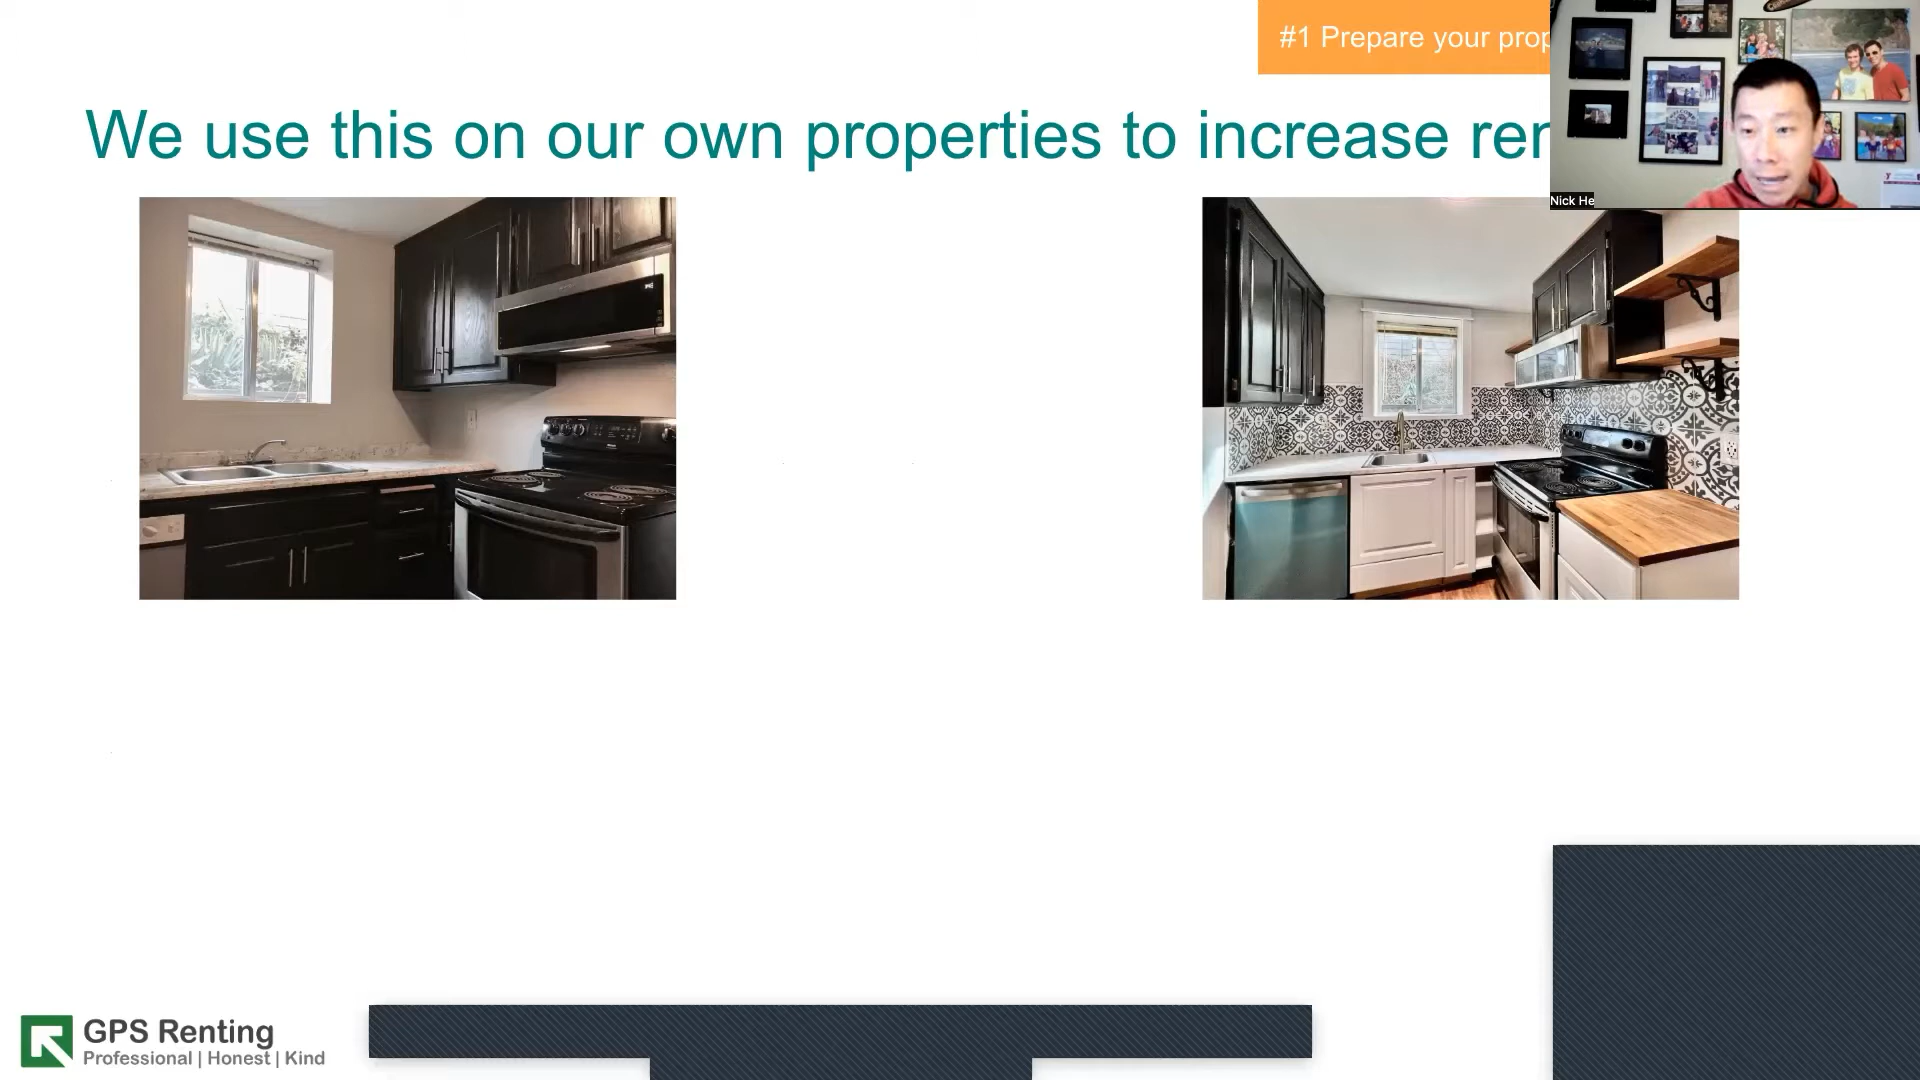 #1 Prepare your prop
We use this on our own properties to increase ren
Nick He
GPS Renting
Professional | Honest | Kind